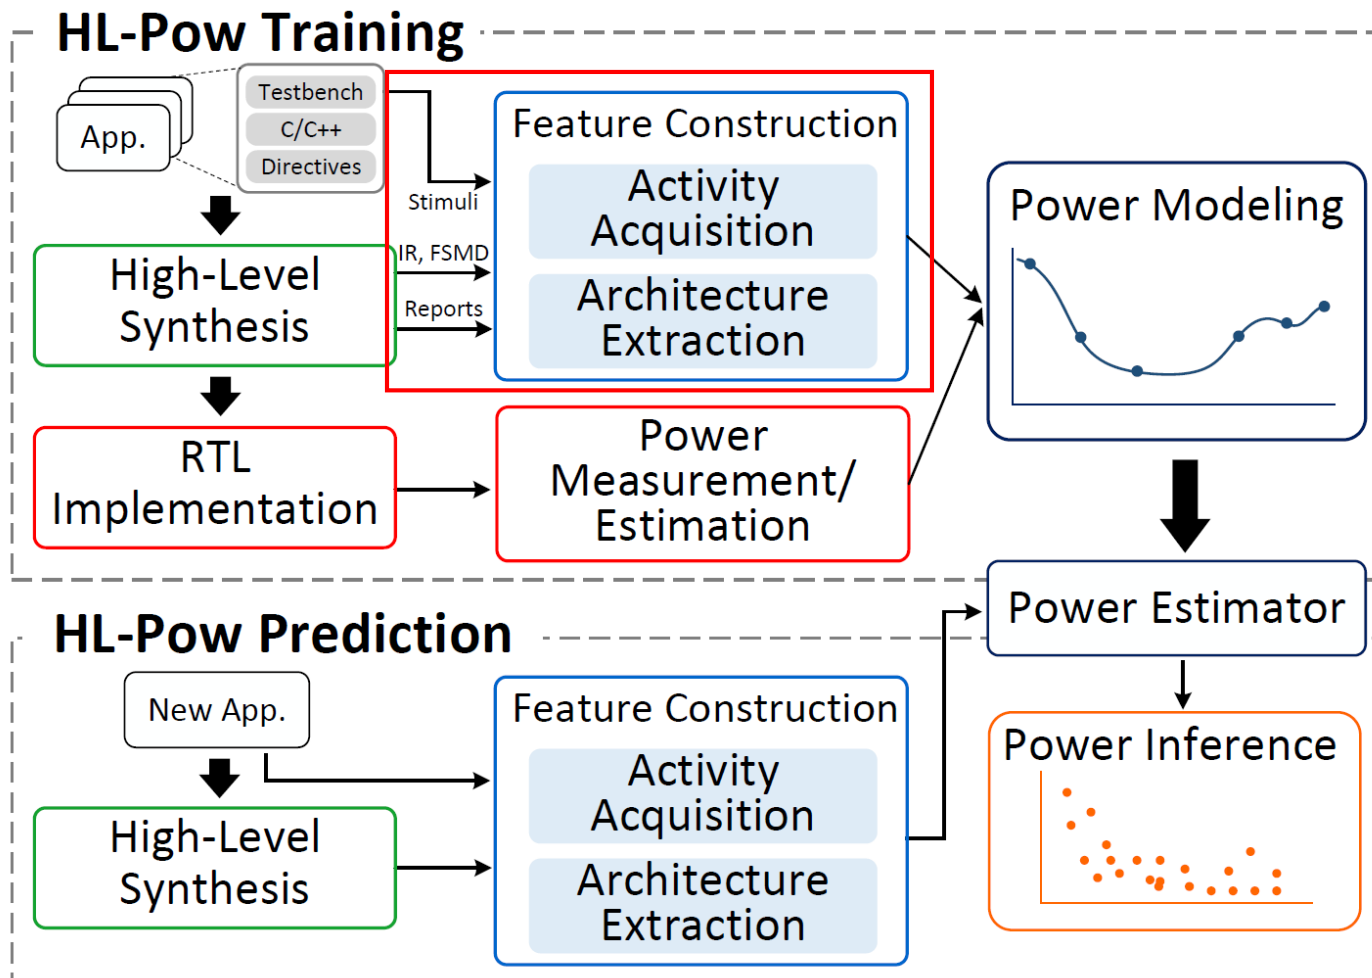 HL-Pow Training
App.
Testbench
C/C++
Directives
Stimuli
IR, FSMD
Reports
High-Level
Synthesis
Feature Construction
Activity
Acquisition
Architecture
Extraction
Power Modeling
RTL
Implementation
Power
Measurement/
Estimation
HL-Pow Prediction
New App.
High-Level
Synthesis
Feature Construction
Activity
Acquisition
Architecture
Extraction
Power Estimator
Power Inference